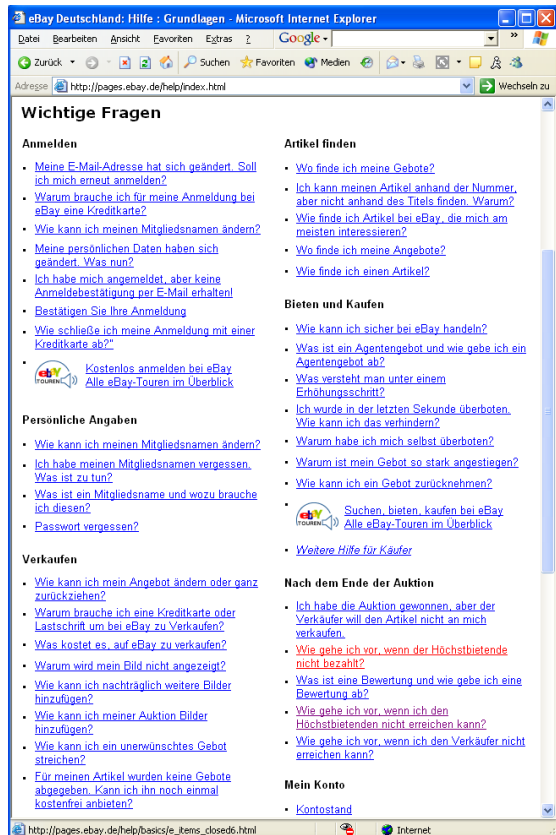 eBay Deutschland: Hilfe : Grundlagen - Microsoft Internet Explorer
Datei Bearbeiten Ansicht Favoriten Extras ? Google
Zurück Suchen Favoriten Medien
Adresse http://pages.ebay.de/help/index.html Wechseln zu
Wichtige Fragen
Anmelden
Meine E-Mail-Adresse hat sich geändert. Soll
ich mich erneut anmelden?
Warum brauche ich für meine Anmeldung bei
eBay eine Kreditkarte?
Wie kann ich meinen Mitgliedsnamen ändern?
Meine persönlichen Daten haben sich
geändert. Was nun?
Ich habe mich angemeldet, aber keine
Anmeldebestätigung per E-Mail erhalten!
Bestätigen Sie Ihre Anmeldung
Wie schließe ich meine Anmeldung mit einer
Kreditkarte ab?"
ebY TOUREN
Kostenlos anmelden bei eBay
Alle eBay-Touren im Überblick
Persönliche Angaben
Wie kann ich meinen Mitgliedsnamen ändern?
Ich habe meinen Mitgliedsnamen vergessen.
Was ist zu tun?
Was ist ein Mitgliedsname und wozu brauche
ich diesen?
Passwort vergessen?
Verkaufen
Wie kann ich mein Angebot ändern oder ganz
zurückziehen?
Warum brauche ich eine Kreditkarte oder
Lastschrift um bei eBay zu Verkaufen?
Was kostet es, auf eBay zu verkaufen?
Warum wird mein Bild nicht angezeigt?
Wie kann ich nachträglich weitere Bilder
hinzufügen?
Wie kann ich meiner Auktion Bilder
hinzufügen?
Wie kann ich ein unerwünschtes Gebot
streichen?
Für meinen Artikel wurden keine Gebote
abgegeben. Kann ich ihn noch einmal
kostenfrei anbieten?
Artikel finden
Wo finde ich meine Gebote?
Ich kann meinen Artikel anhand der Nummer,
aber nicht anhand des Titels finden. Warum?
Wie finde ich Artikel bei eBay, die mich am
meisten interessieren?
Wo finde ich meine Angebote?
Wie finde ich einen Artikel?
Bieten und Kaufen
Wie kann ich sicher bei eBay handeln?
Was ist ein Agentengebot und wie gebe ich ein
Agentengebot ab?
Was versteht man unter einem
Erhöhungsschritt?
Ich wurde in der letzten Sekunde überboten.
Wie kann ich das verhindern?
Warum habe ich mich selbst überboten?
Warum ist mein Gebot so stark angestiegen?
Wie kann ich ein Gebot zurücknehmen?
ebY TOUREN
Suchen, bieten, kaufen bei eBay
Alle eBay-Touren im Überblick
Weitere Hilfe für Käufer
Nach dem Ende der Auktion
Ich habe die Auktion gewonnen, aber der
Verkäufer will den Artikel nicht an mich
verkaufen.
Wie gehe ich vor, wenn der Höchstbietende
nicht bezahlt?
Was ist eine Bewertung und wie gebe ich eine
Bewertung ab?
Wie gehe ich vor, wenn ich den
Höchstbietenden nicht erreichen kann?
Wie gehe ich vor, wenn ich den Verkäufer nicht
erreichen kann?
Mein Konto
Kontostand
http://pages.ebay.de/help/basics/e_items_closed6.html Internet